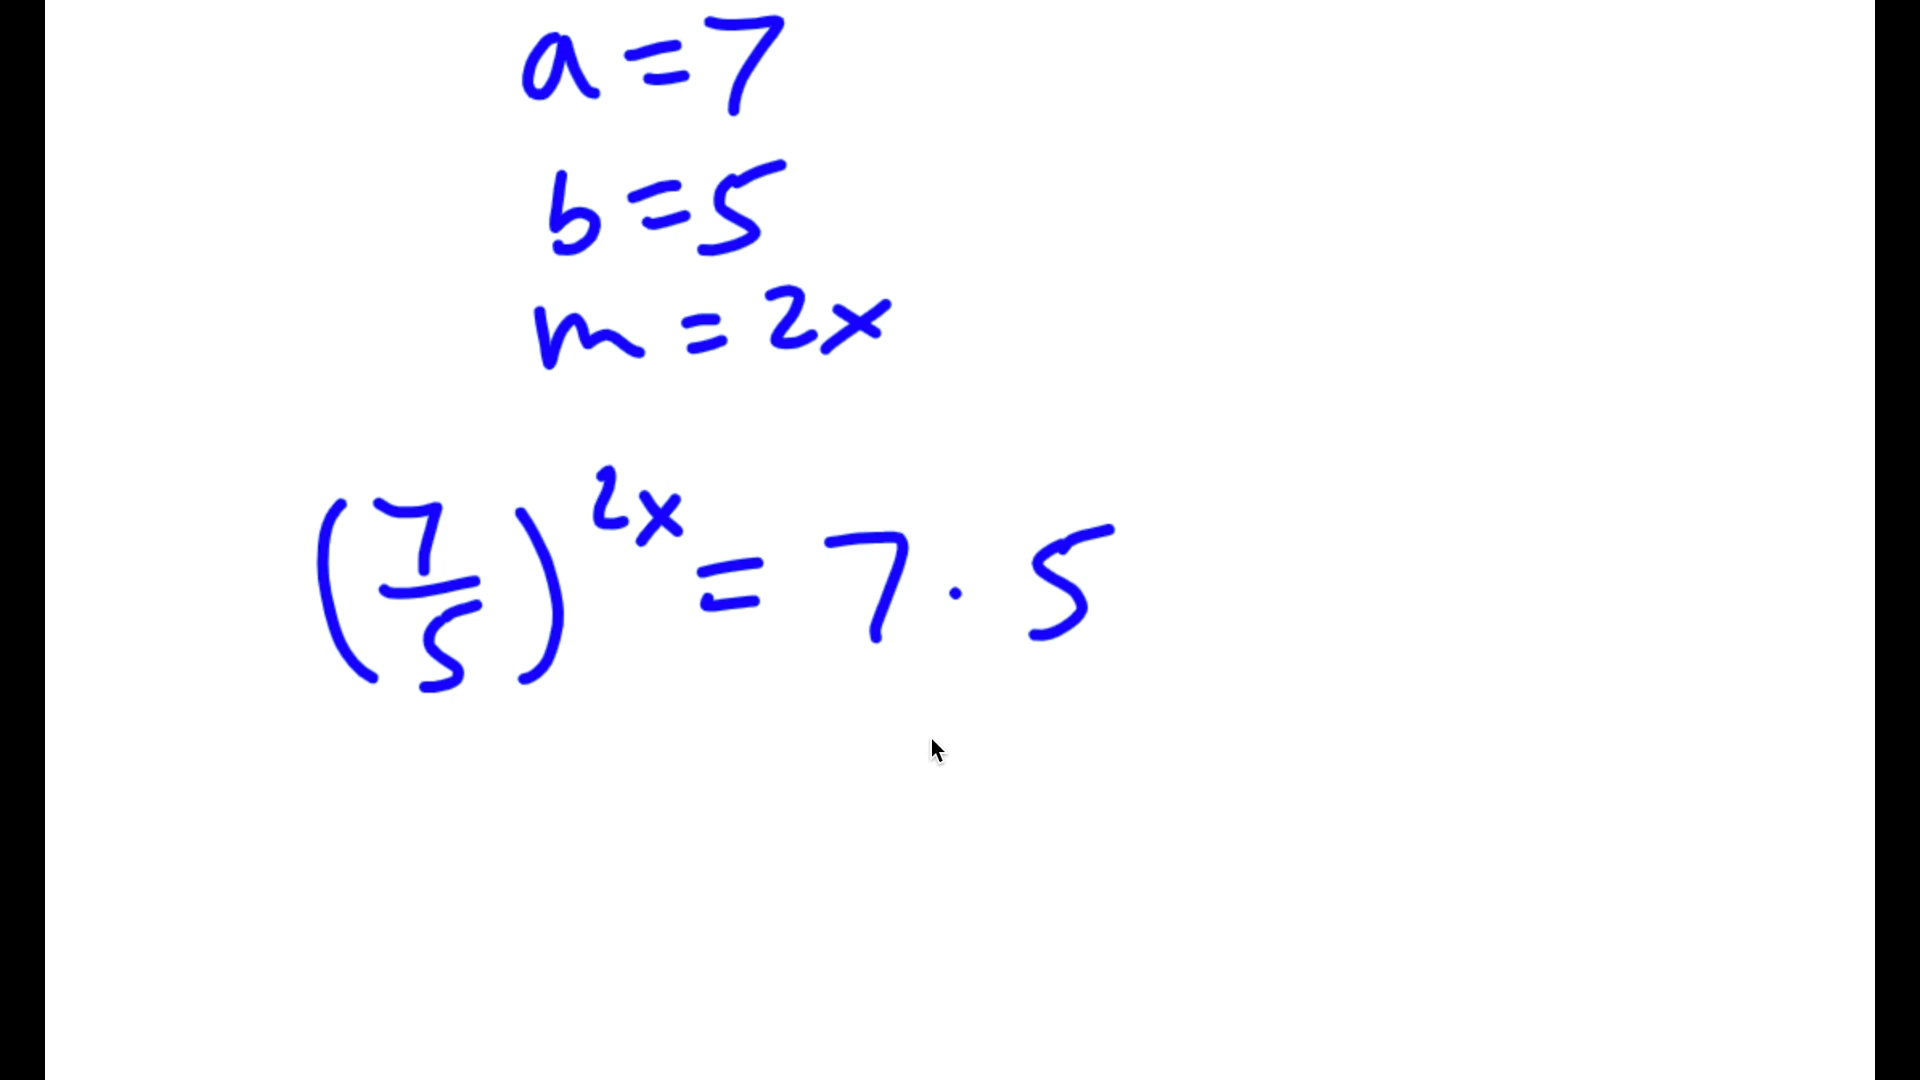 a = 7
b = 5
m = 2x
(7/5)^2x = 7 · 5